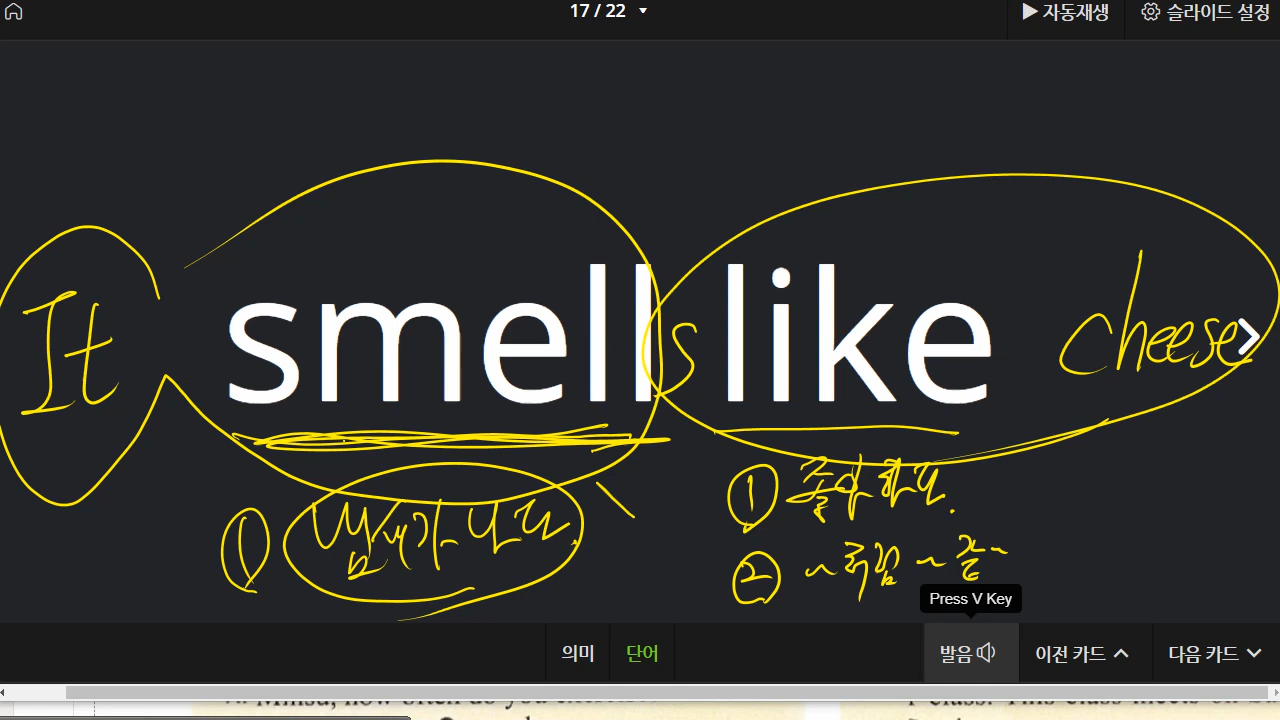 17 / 22
자동재생
슬라이드 설정
It smells like cheese
① 냄새가 나다.
① 좋아하다.
② ~처럼 ~같은
Press V Key
의미
단어
발음
이전 카드
다음 카드